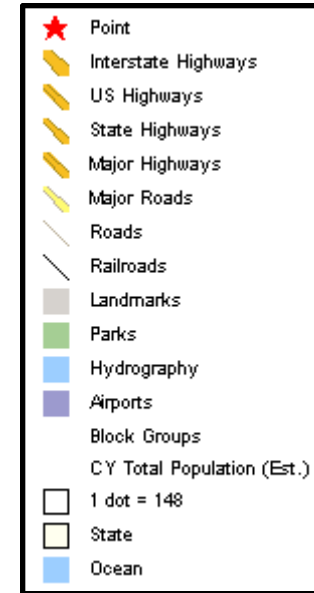 Point
Interstate Highways
US Highways
State Highways
Major Highways
Major Roads
Roads
Railroads
Landmarks
Parks
Hydrography
Airports
Block Groups
CY Total Population (Est.)
1 dot = 148
State
Ocean